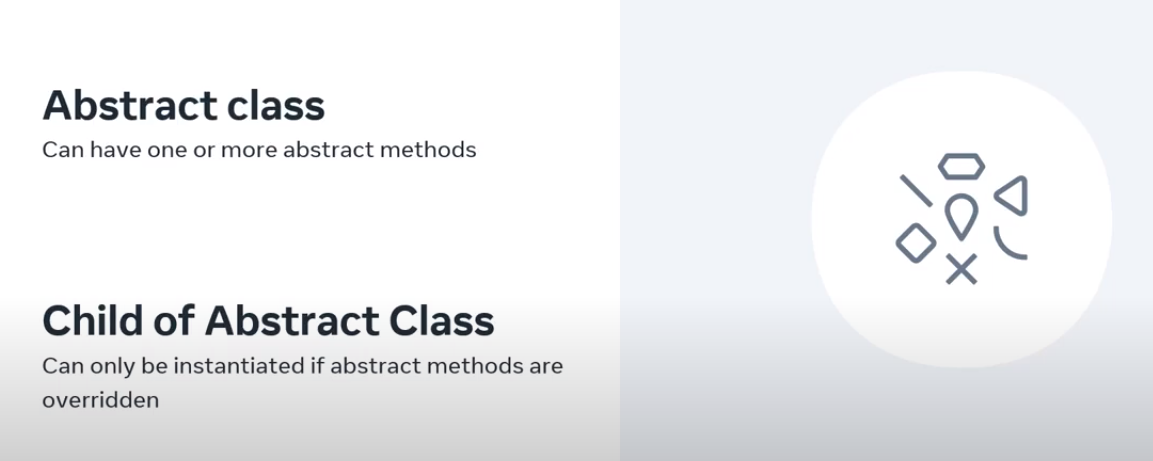 Abstract class
Can have one or more abstract methods
Child of Abstract Class
Can only be instantiated if abstract methods are
overridden